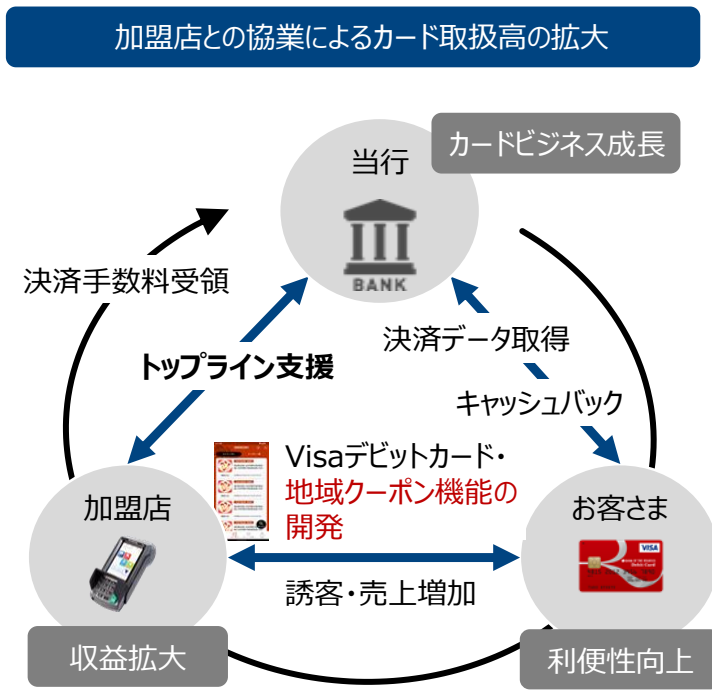 加盟店との協業によるカード取扱高の拡大
カードビジネス成長
当行
BANK
決済手数料受領
決済データ取得
トップライン支援
キャッシュバック
Visaデビットカード・
地域クーポン機能の
開発
加盟店
お客さま
VISA
Debit Card
誘客・売上増加
収益拡大
利便性向上